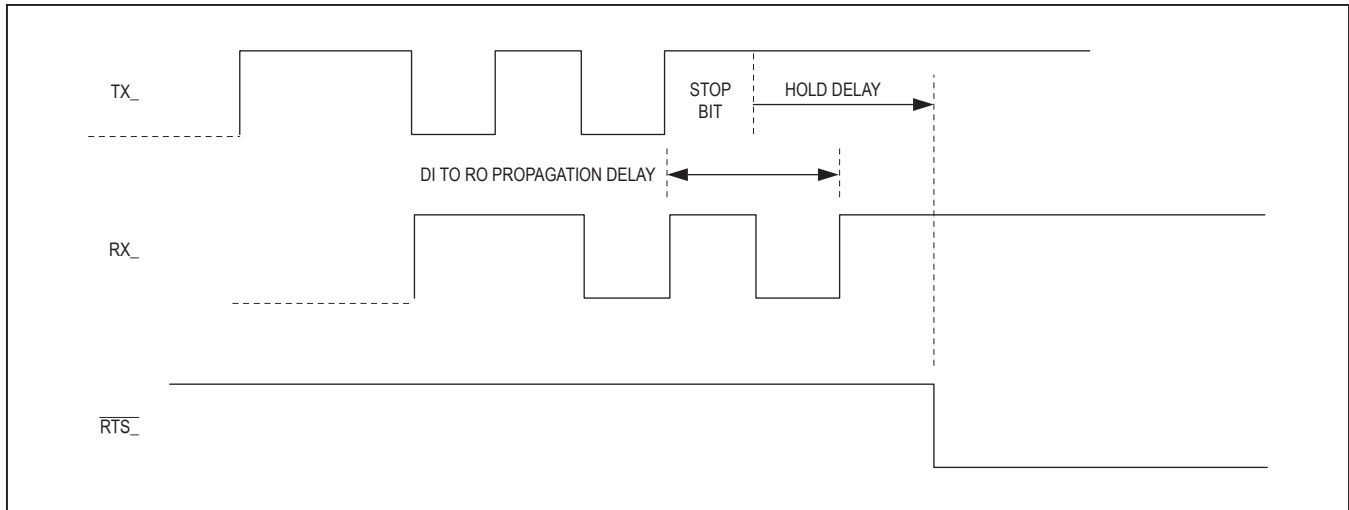 TX_
STOP
BIT
HOLD DELAY
DI TO RO PROPAGATION DELAY
RX_
RTS_